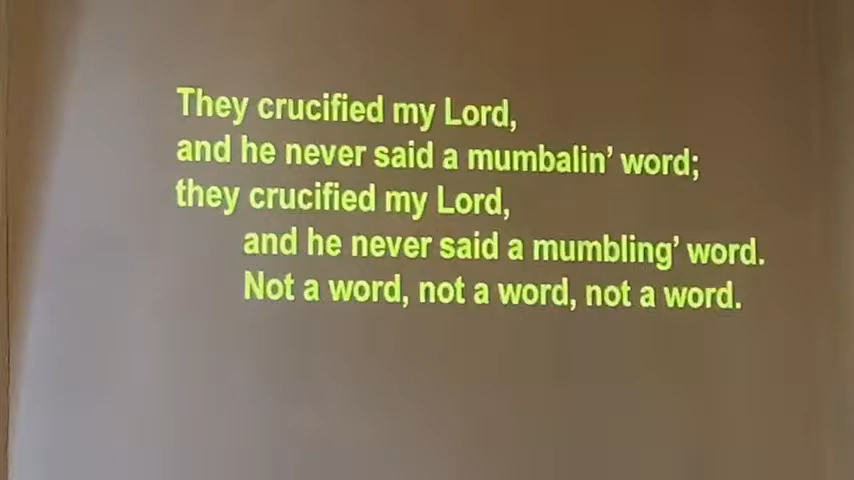 They crucified my Lord,
and he never said a mumbalin’ word;
they crucified my Lord,
and he never said a mumbling’ word.
Not a word, not a word, not a word.